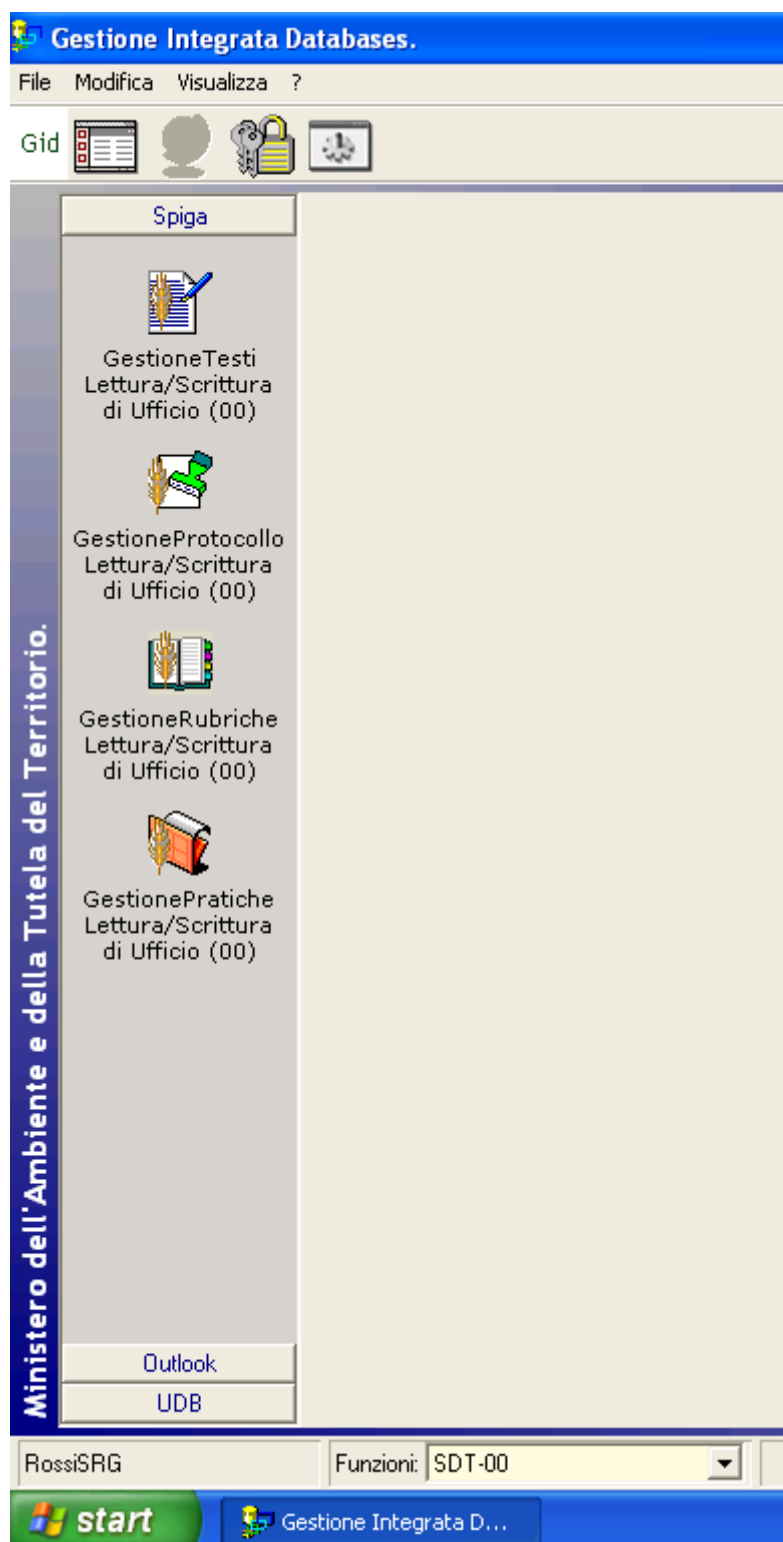 Gestione Integrata Databases.
File Modifica Visualizza ?
Gid
Spiga
GestioneTesti
Lettura/Scrittura
di Ufficio (00)
GestioneProtocollo
Lettura/Scrittura
di Ufficio (00)
GestioneRubriche
Lettura/Scrittura
di Ufficio (00)
GestionePratiche
Lettura/Scrittura
di Ufficio (00)
Ministero dell'Ambiente e della Tutela del Territorio.
Outlook
UDB
RossiSRG Funzioni: SDT-00
start Gestione Integrata D...